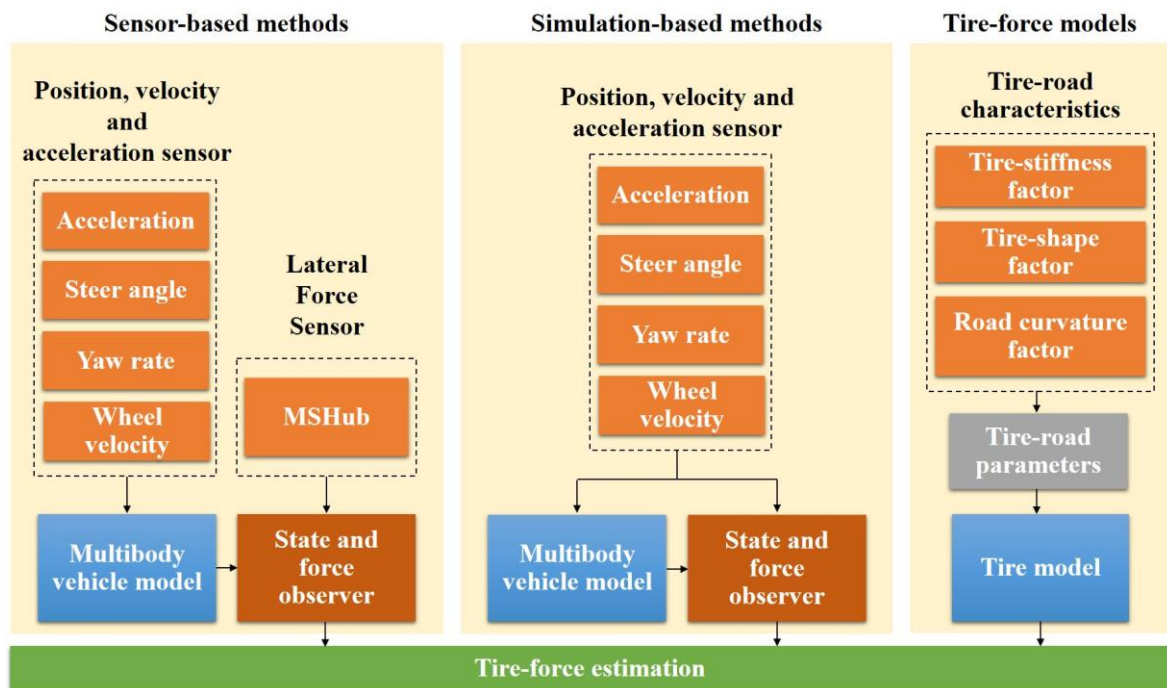 Sensor-based methods
Position, velocity
and
acceleration sensor
Acceleration
Steer angle
Yaw rate
Wheel
velocity
Lateral
Force
Sensor
MSHub
Multibody
vehicle model
State and
force
observer
Simulation-based methods
Position, velocity and
acceleration sensor
Acceleration
Steer angle
Yaw rate
Wheel
velocity
Multibody
vehicle model
State and
force
observer
Tire-force models
Tire-road
characteristics
Tire-stiffness
factor
Tire-shape
factor
Road curvature
factor
Tire-road
parameters
Tire model
Tire-force estimation